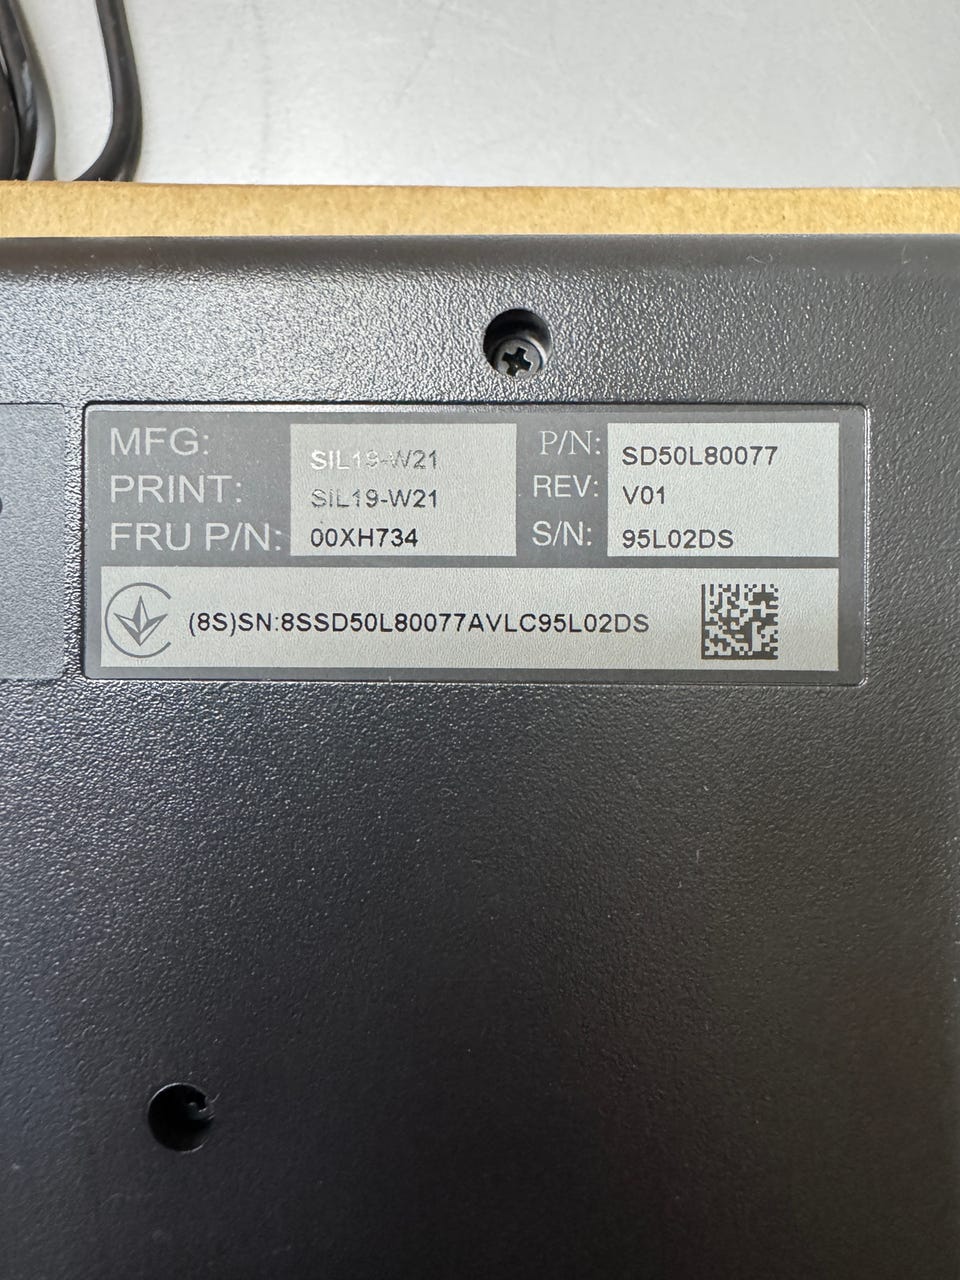 MFG: SIL19-W21
PRINT: SIL19-W21
FRU P/N: 00XH734
P/N: SD50L80077
REV: V01
S/N: 95L02DS
(8S)SN:8SSD50L80077AVLC95L02DS